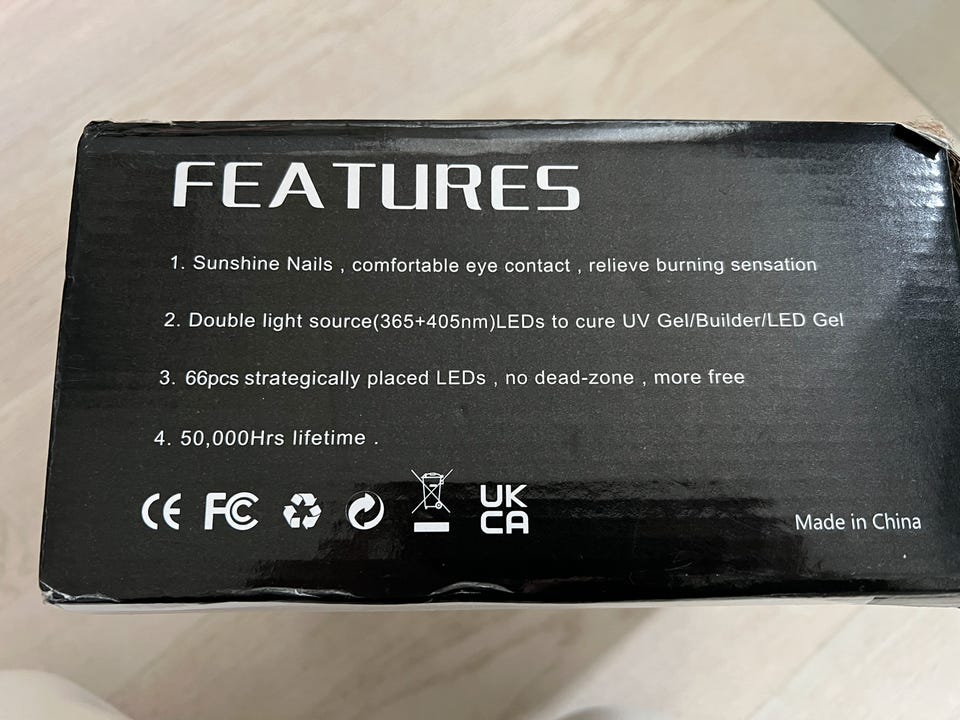 FEATURES
1. Sunshine Nails , comfortable eye contact , relieve burning sensation
2. Double light source(365+405nm)LEDs to cure UV Gel/Builder/LED Gel
3. 66pcs strategically placed LEDs , no dead-zone , more free
4. 50,000Hrs lifetime .
CE FC UK CA
Made in China